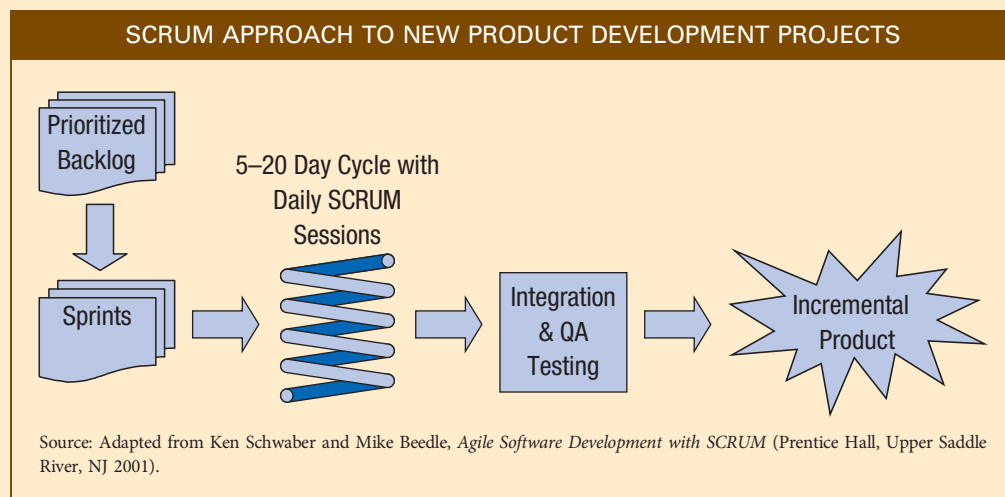 SCRUM APPROACH TO NEW PRODUCT DEVELOPMENT PROJECTS
Prioritized
Backlog
5–20 Day Cycle with
Daily SCRUM
Sessions
Sprints
Integration
& QA
Testing
Incremental
Product
Source: Adapted from Ken Schwaber and Mike Beedle, Agile Software Development with SCRUM (Prentice Hall, Upper Saddle
River, NJ 2001).